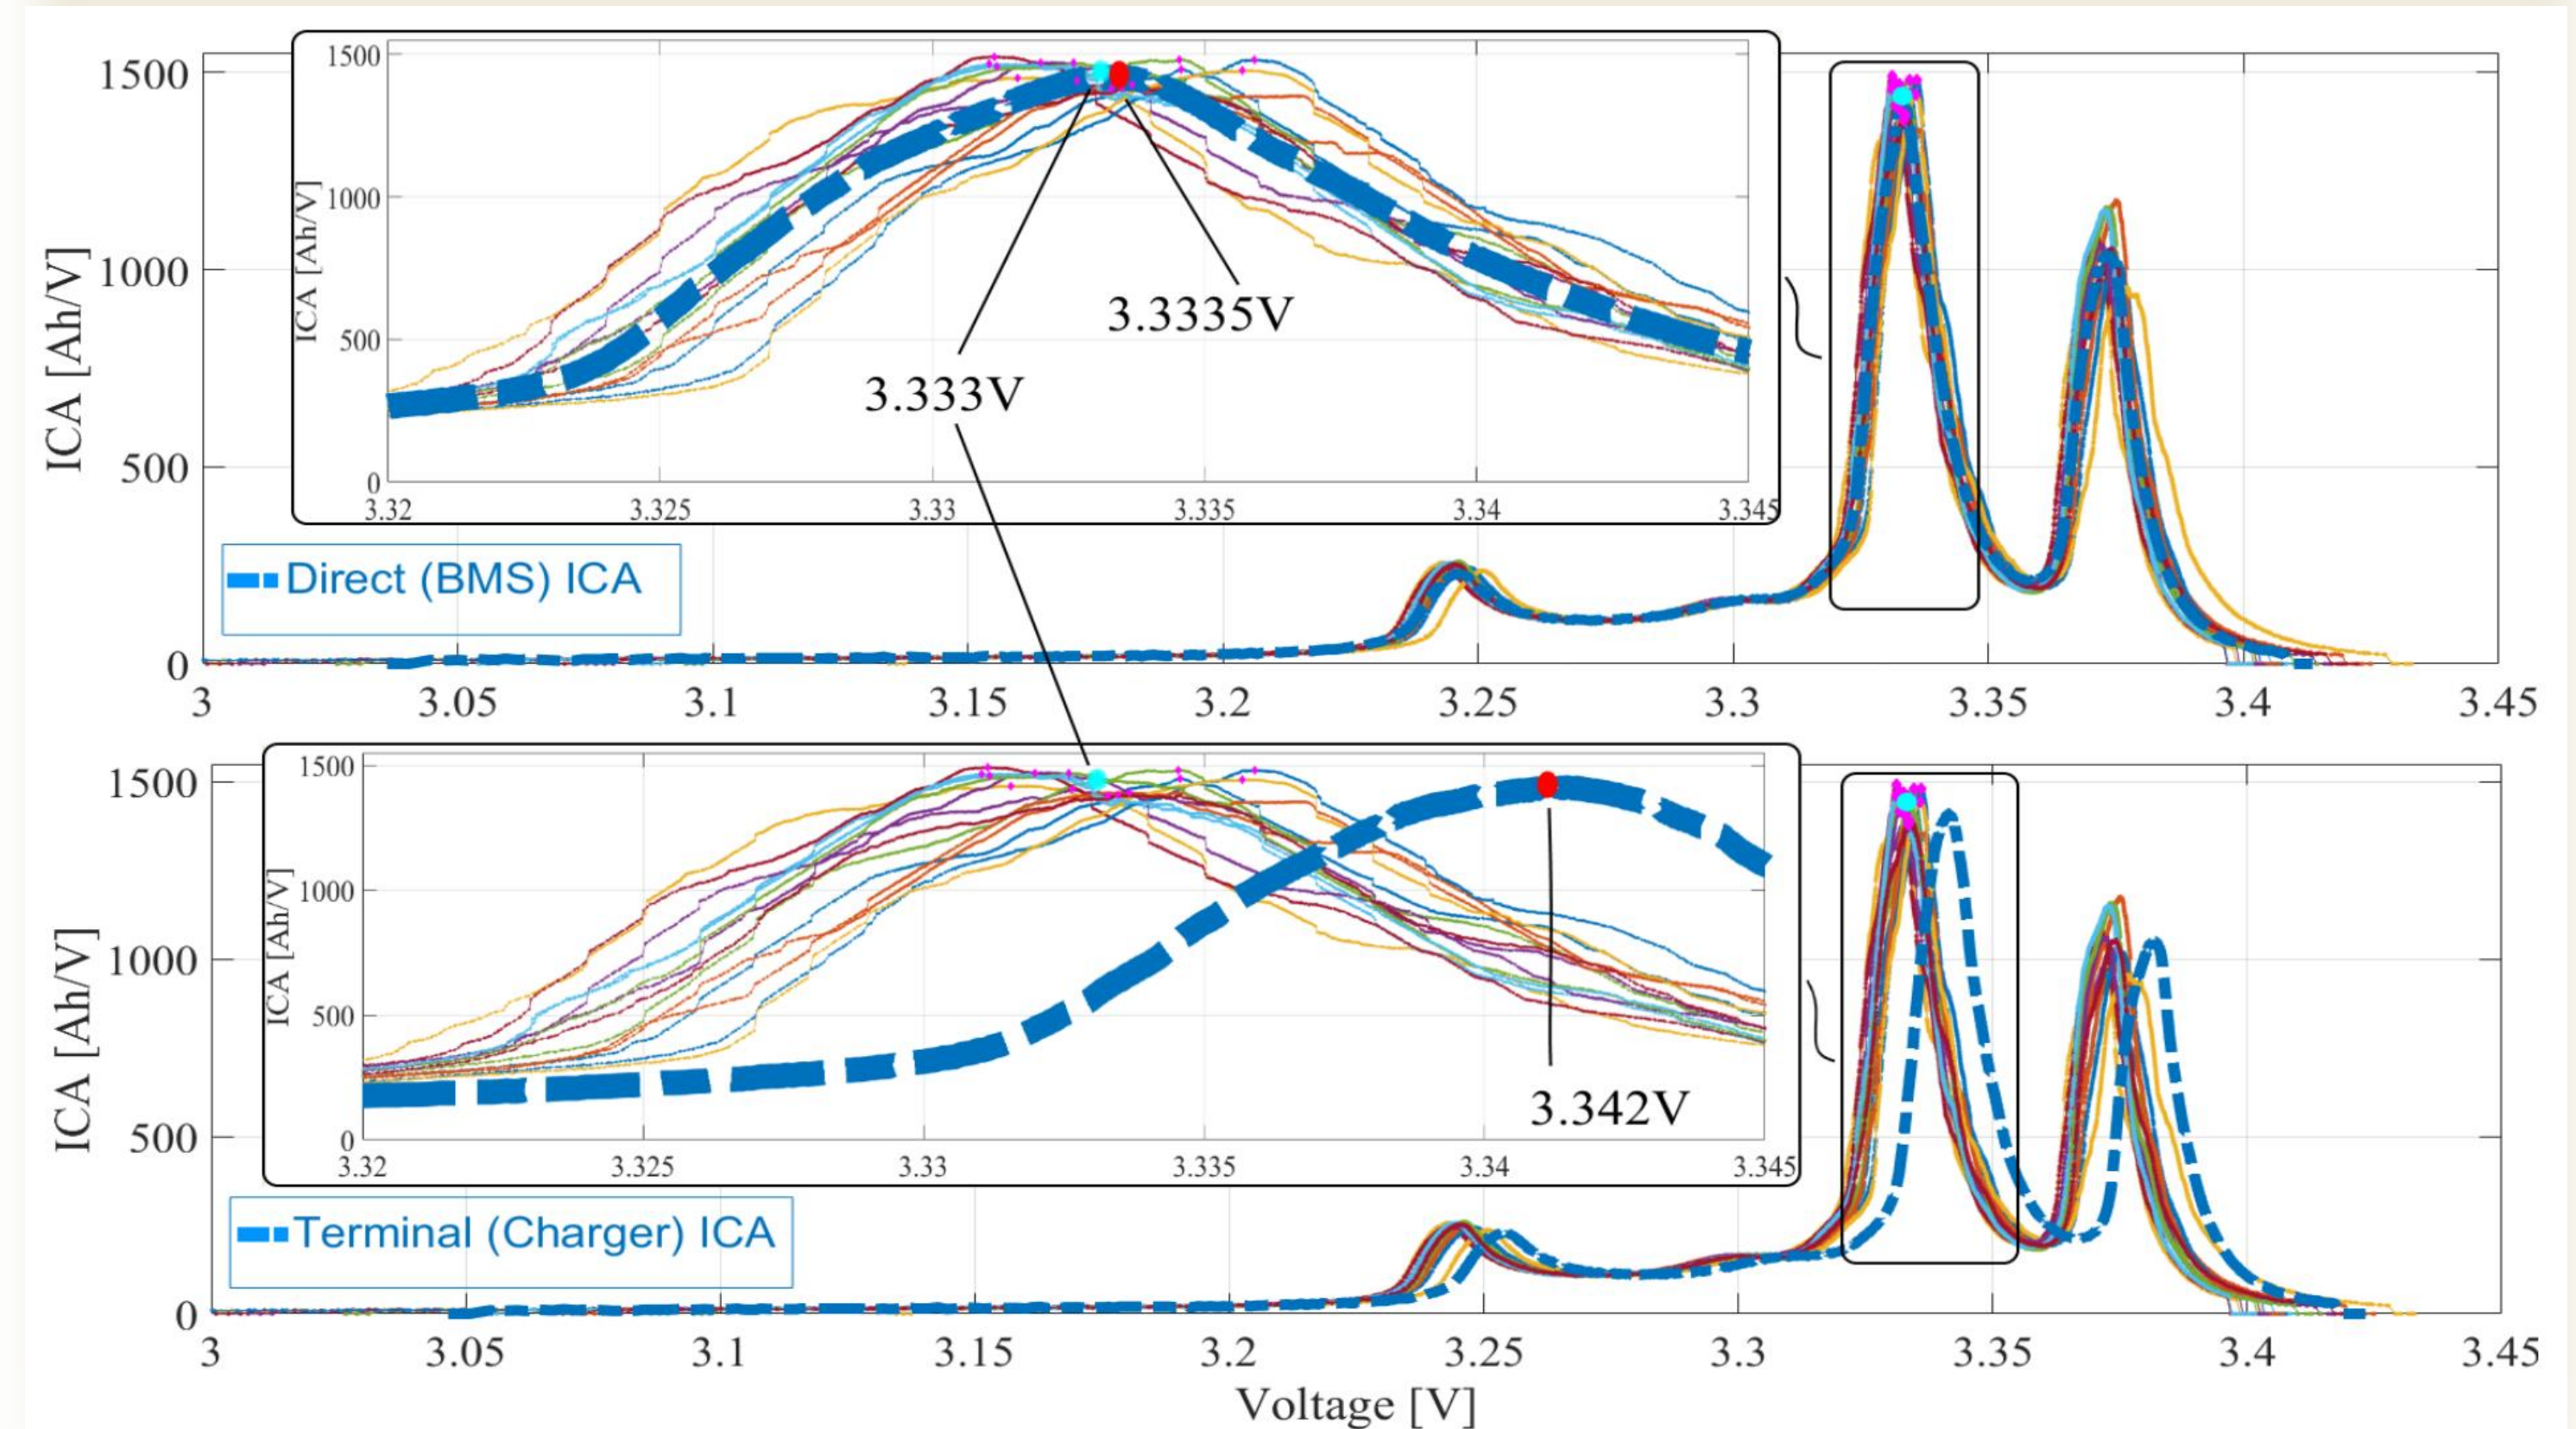 ICA [Ah/V]
1500
1000
500
0
ICA [Ah/V]
1500
1000
500
0
3.32 3.325 3.33 3.335 3.34 3.345
3.3335V
3.333V
Direct (BMS) ICA
3 3.05 3.1 3.15 3.2 3.25 3.3 3.35 3.4 3.45
ICA [Ah/V]
1500
1000
500
0
ICA [Ah/V]
1500
1000
500
0
3.32 3.325 3.33 3.335 3.34 3.345
3.342V
Terminal (Charger) ICA
3 3.05 3.1 3.15 3.2 3.25 3.3 3.35 3.4 3.45
Voltage [V]